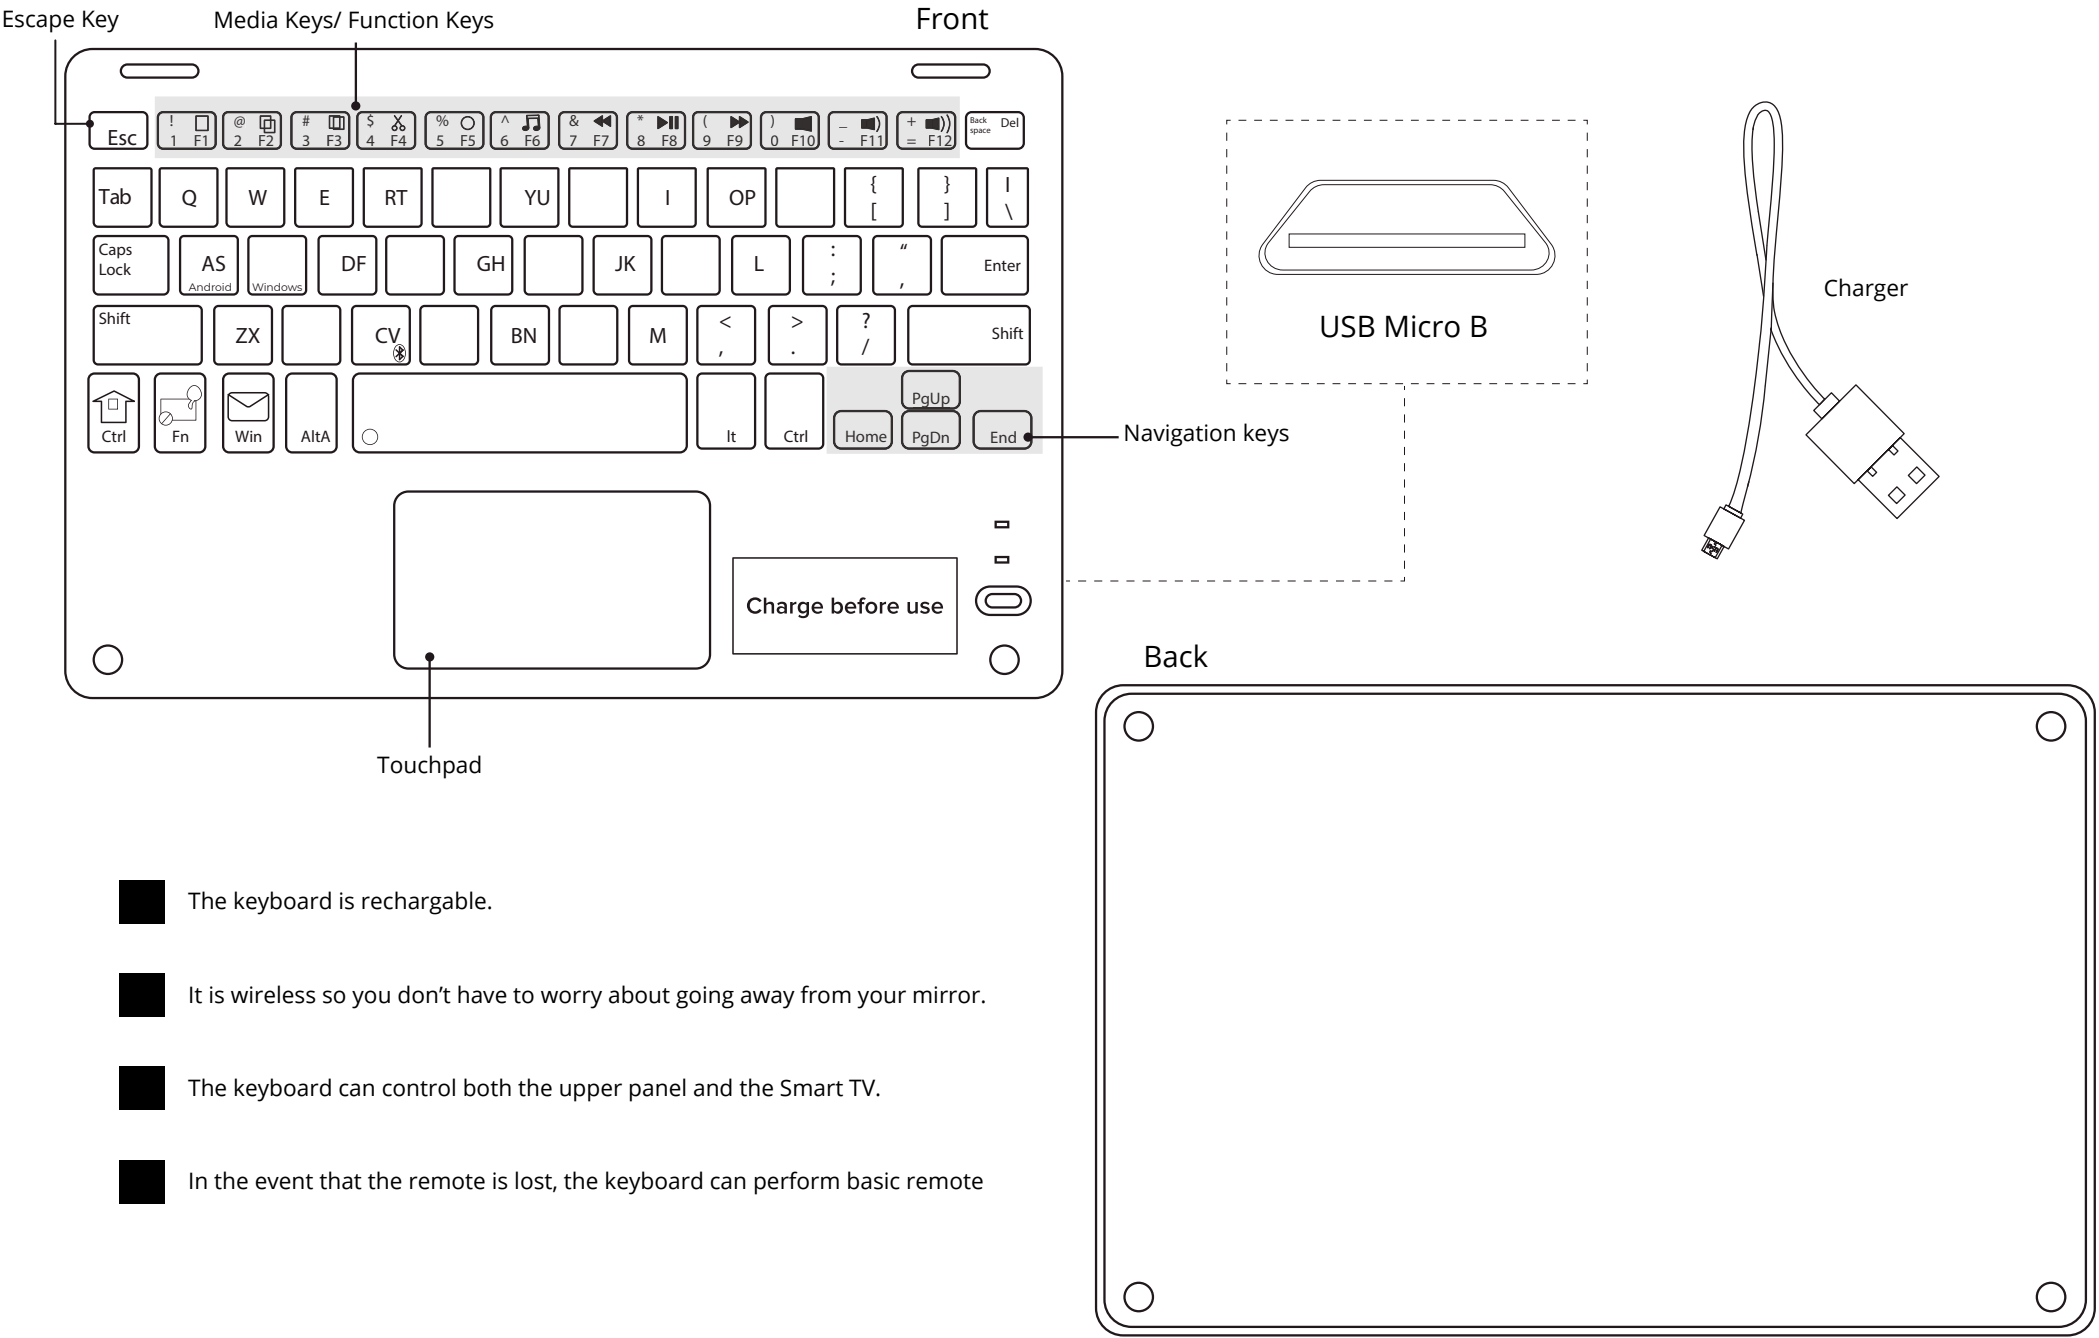 Escape Key
Media Keys/ Function Keys
Front
Esc
! 1 F1
@ 2 F2
# 3 F3
$ 4 F4
% 5 F5
^ 6 F6
& 7 F7
* 8 F8
( 9 F9
) 0 F10
_ - F11
+ = F12
Back space Del
Tab Q W E RT YU I OP { [ } ] | \
Caps Lock AS Android Windows DF GH JK L : ; “ , Enter
Shift ZX CV BN M < , > . ? / Shift
Ctrl Fn Win AltA lt Ctrl Home PgUp PgDn End
Navigation keys
USB Micro B
Charger
Charge before use
Touchpad
Back
The keyboard is rechargable.
It is wireless so you don’t have to worry about going away from your mirror.
The keyboard can control both the upper panel and the Smart TV.
In the event that the remote is lost, the keyboard can perform basic remote